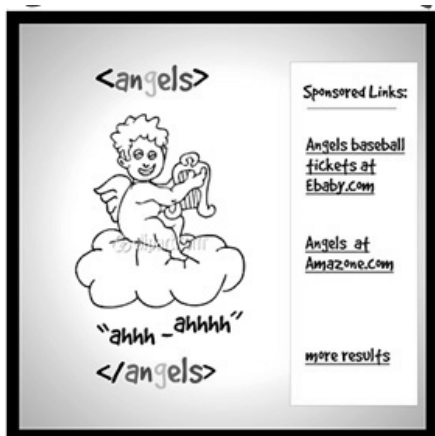 <angels>
"ahhh - ahhhh"
</angels>
Sponsored Links:
Angels baseball
tickets at
Ebaby.com
Angels at
Amazone.com
more results